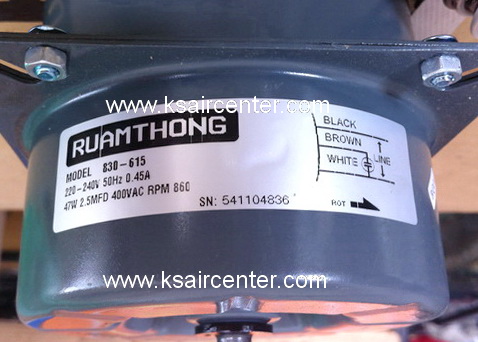 www.ksaircenter.com
RUAMTHONG
MODEL 830-615
220-240V 50Hz 0.45A
47W 2.5MFD 400VAC RPM 860
SN: 541104836
BLACK
BROWN
WHITE
LINE
ROT
www.ksaircenter.com